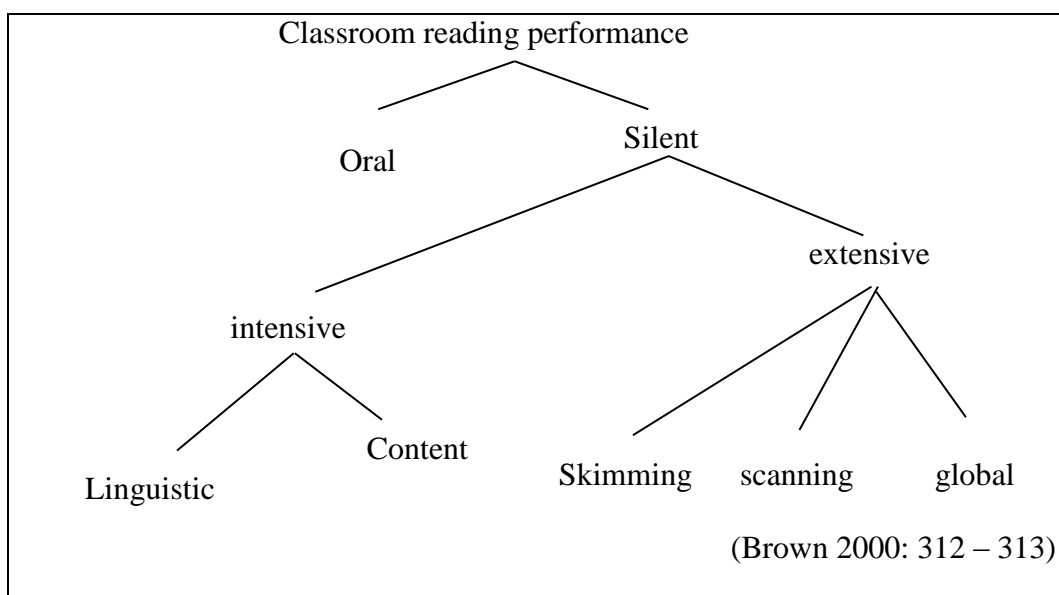 Classroom reading performance
Oral
Silent
extensive
intensive
Content
Linguistic
Skimming
scanning
global
(Brown 2000: 312 – 313)